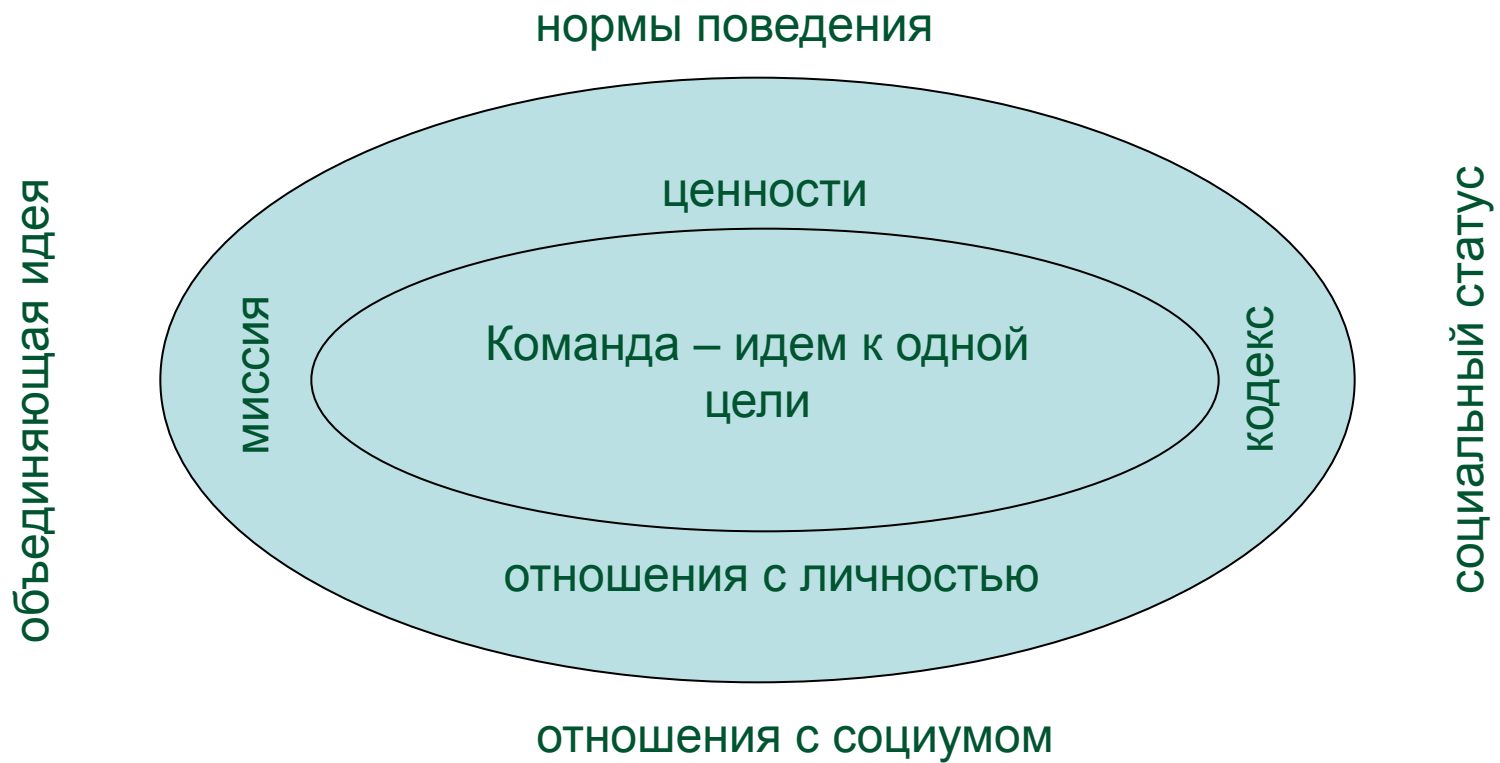 нормы поведения
объединяющая идея
социальный статус
ценности
миссия
кодекс
Команда – идем к одной
цели
отношения с личностью
отношения с социумом